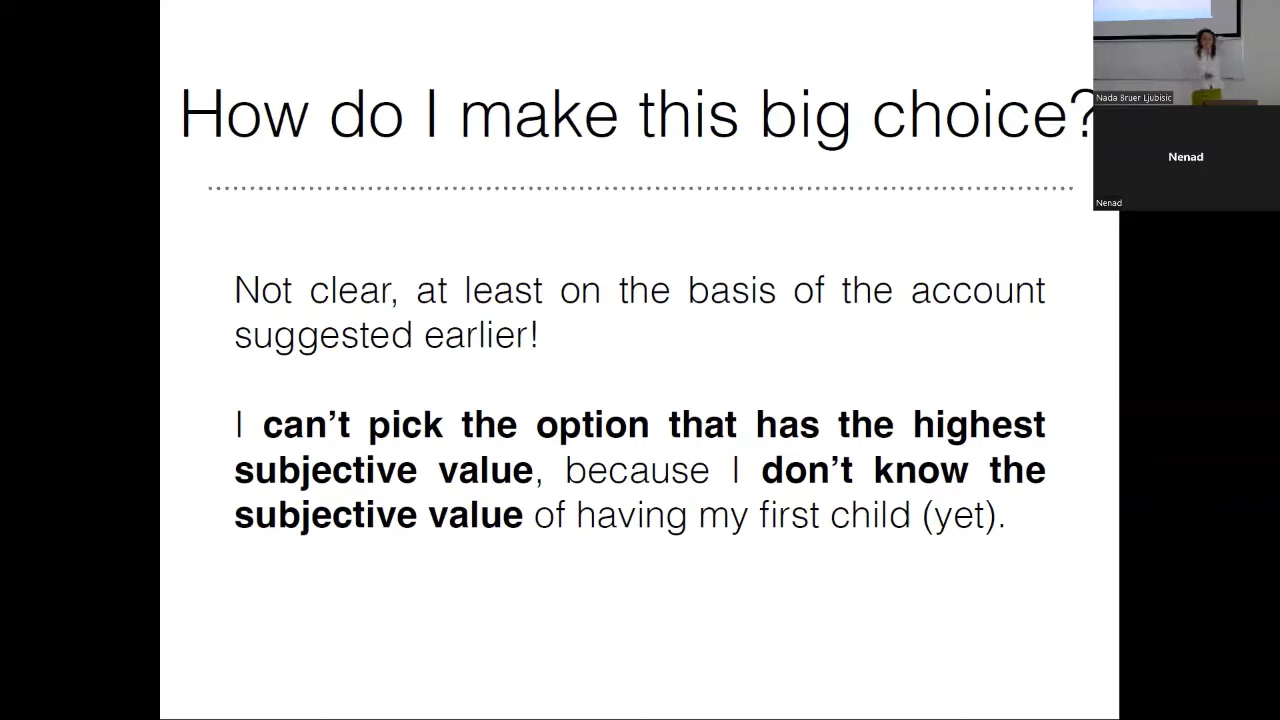 How do I make this big choice?
Not clear, at least on the basis of the account
suggested earlier!
I can't pick the option that has the highest
subjective value, because I don't know the
subjective value of having my first child (yet).
Nada Bruer Ljubisic
Nenad
Nenad